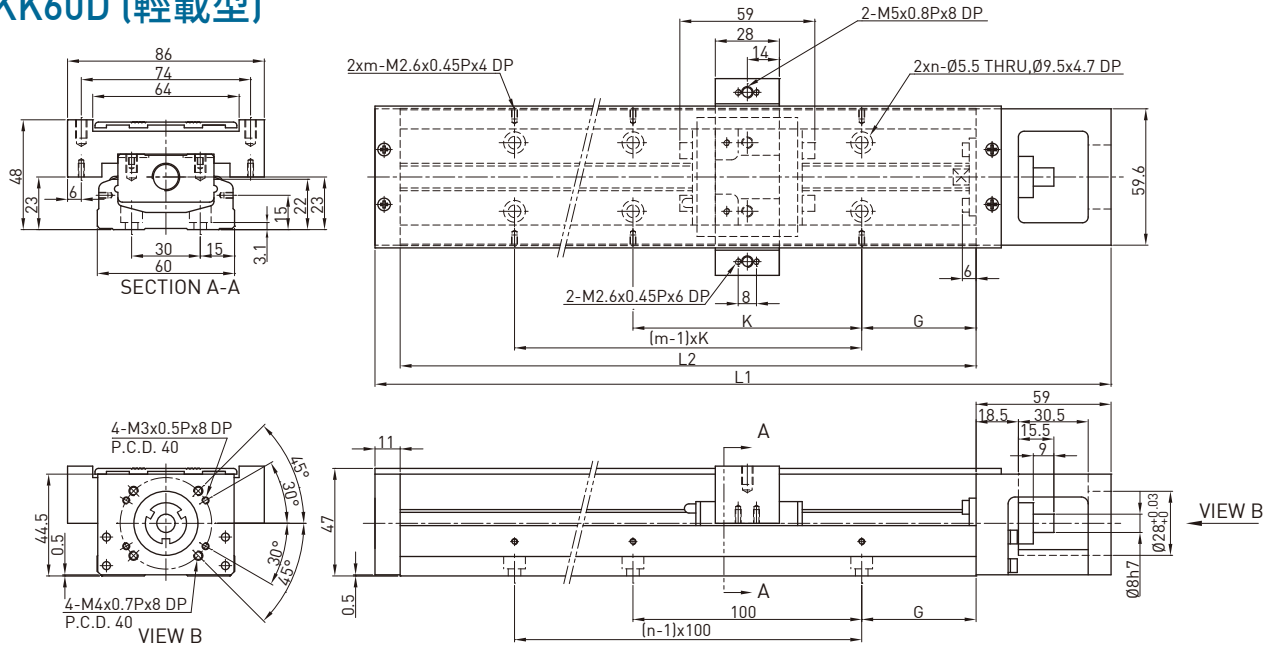 KK60D (輕載型)
86
74
64
48
23
6
15
22
23
30
15
3.1
60
SECTION A-A
59
28
14
2-M5x0.8Px8 DP
2xm-M2.6x0.45Px4 DP
2xn-Ø5.5 THRU,Ø9.5x4.7 DP
59.6
6
2-M2.6x0.45Px6 DP
8
K
G
(m-1)xK
L2
L1
4-M3x0.5Px8 DP
P.C.D. 40
45°
30°
30°
45°
44.5
0.5
4-M4x0.7Px8 DP
P.C.D. 40
VIEW B
11
47
0.5
A
A
59
18.5
30.5
15.5
9
VIEW B
Ø28+0.03 +0
Ø8h7
100
G
(n-1)x100